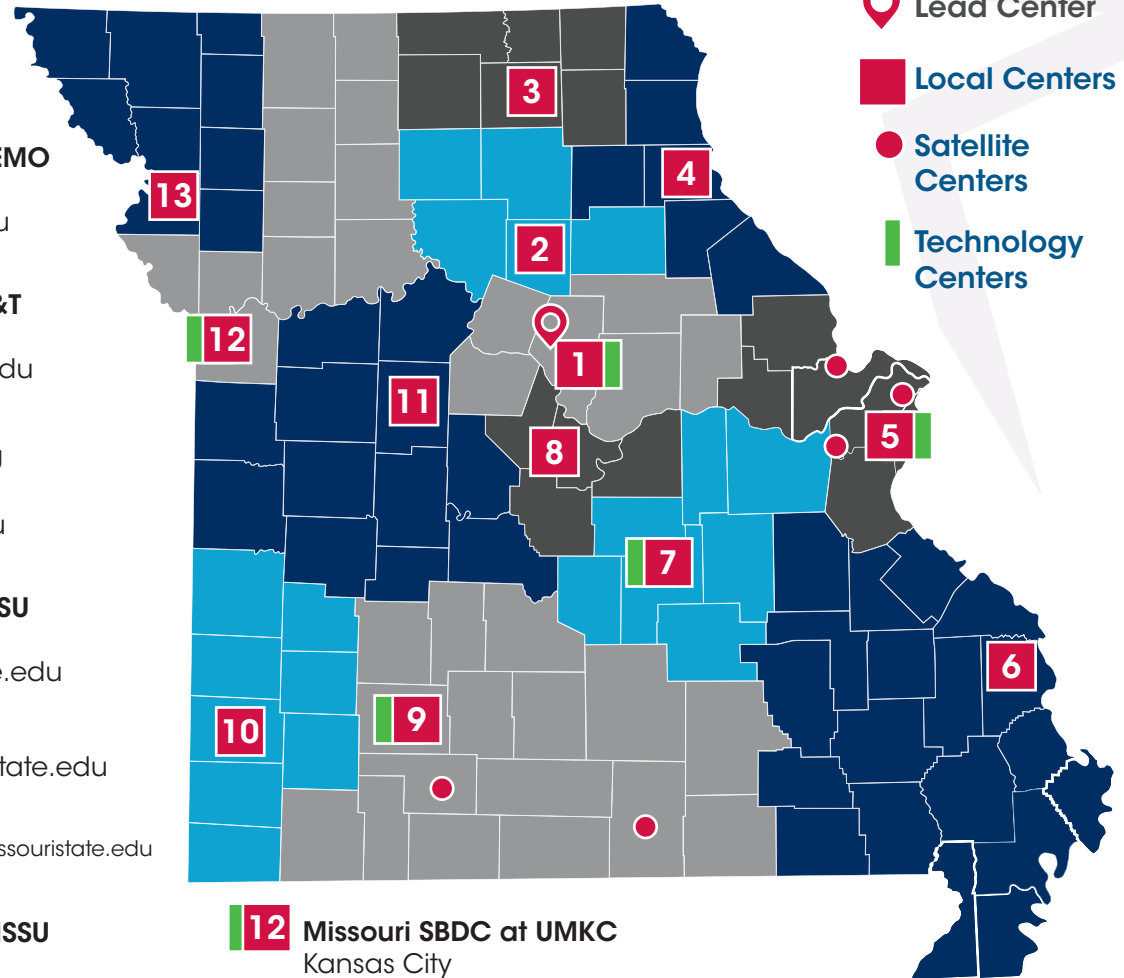 Lead Center
Local Centers
Satellite
Centers
Technology
Centers
EMO
u
&T
du
u
SU
e.edu
tate.edu
ssouristate.edu
ISSU
3
4
13
2
12
1
11
5
8
7
6
9
10
12 Missouri SBDC at UMKC
Kansas City